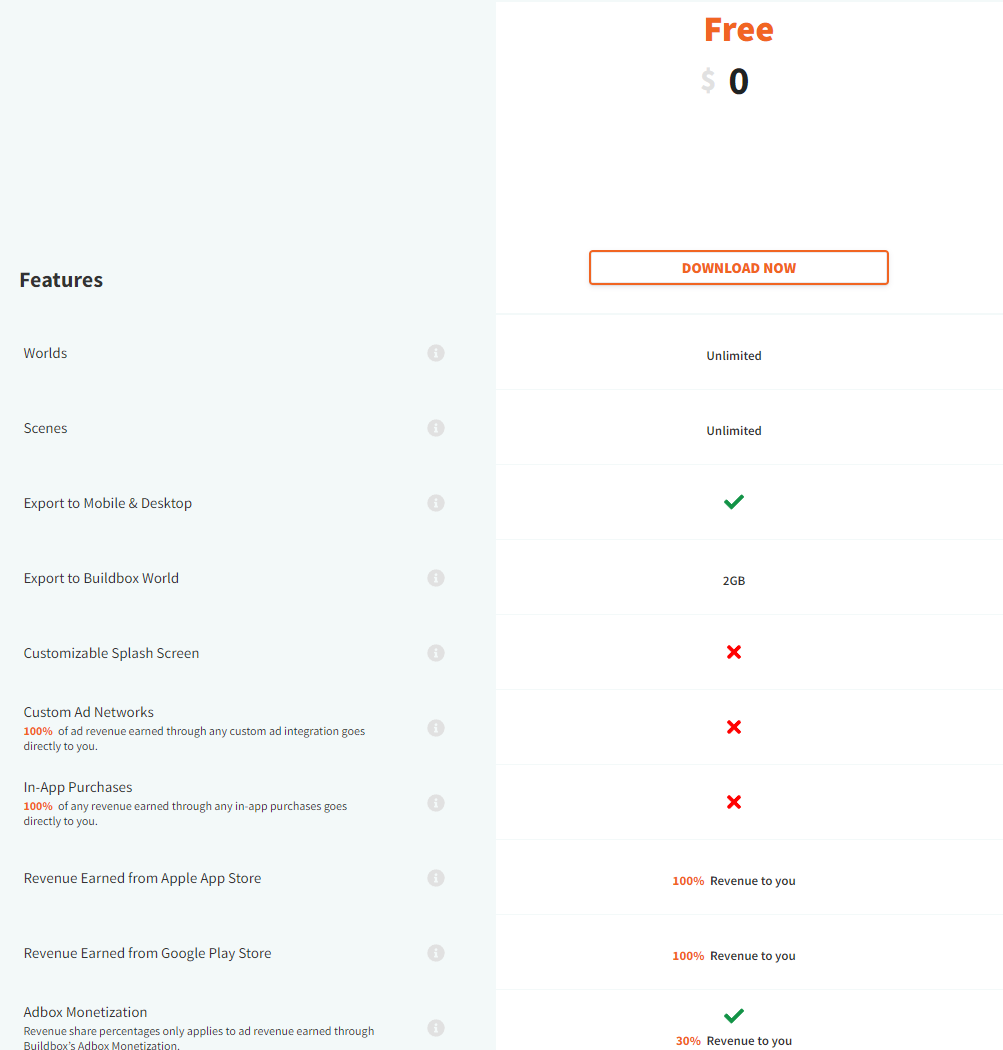 Free
$ 0
DOWNLOAD NOW
Features
Worlds
Unlimited
Scenes
Unlimited
Export to Mobile & Desktop
Export to Buildbox World
2GB
Customizable Splash Screen
Custom Ad Networks
100% of ad revenue earned through any custom ad integration goes
directly to you.
In-App Purchases
100% of any revenue earned through any in-app purchases goes
directly to you.
Revenue Earned from Apple App Store
100% Revenue to you
Revenue Earned from Google Play Store
100% Revenue to you
Adbox Monetization
Revenue share percentages only applies to ad revenue earned through
Buildbox's Adbox Monetization.
30% Revenue to you